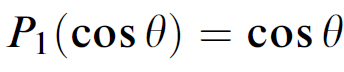 P₁(cos θ) = cos θ